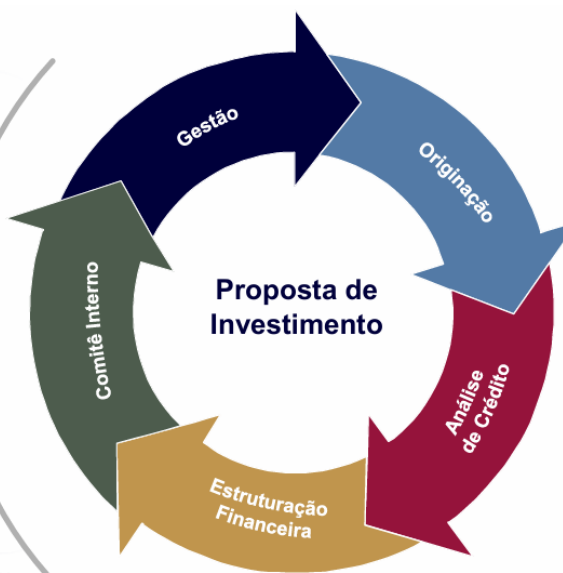 Gestão
Originação
Proposta de
Investimento
Comitê Interno
Análise
de Crédito
Estruturação
Financeira